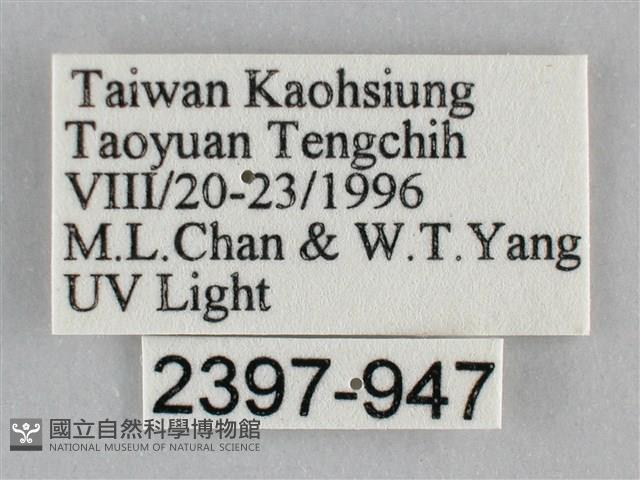 Taiwan Kaohsiung
Taoyuan Tengchih
VIII/20-23/1996
M.L.Chan & W.T.Yang
UV Light
2397-947
國立自然科學博物館
NATIONAL MUSEUM OF NATURAL SCIENCE